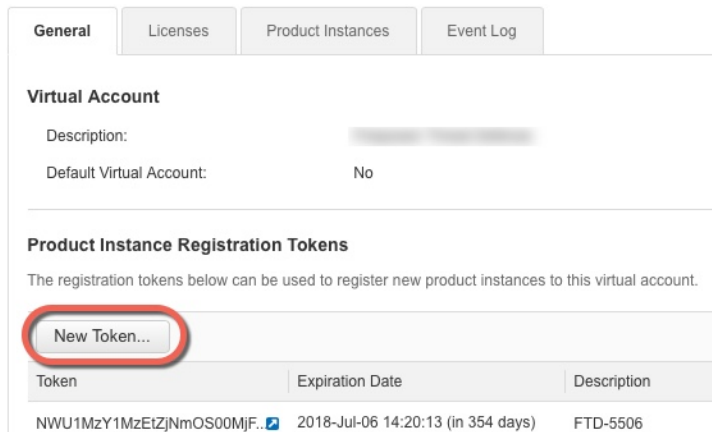 General Licenses Product Instances Event Log
Virtual Account
Description:
Default Virtual Account: No
Product Instance Registration Tokens
The registration tokens below can be used to register new product instances to this virtual account.
New Token...
Token Expiration Date Description
NWU1MzY1MzEtZjNmOS00MjF... 2018-Jul-06 14:20:13 (in 354 days) FTD-5506